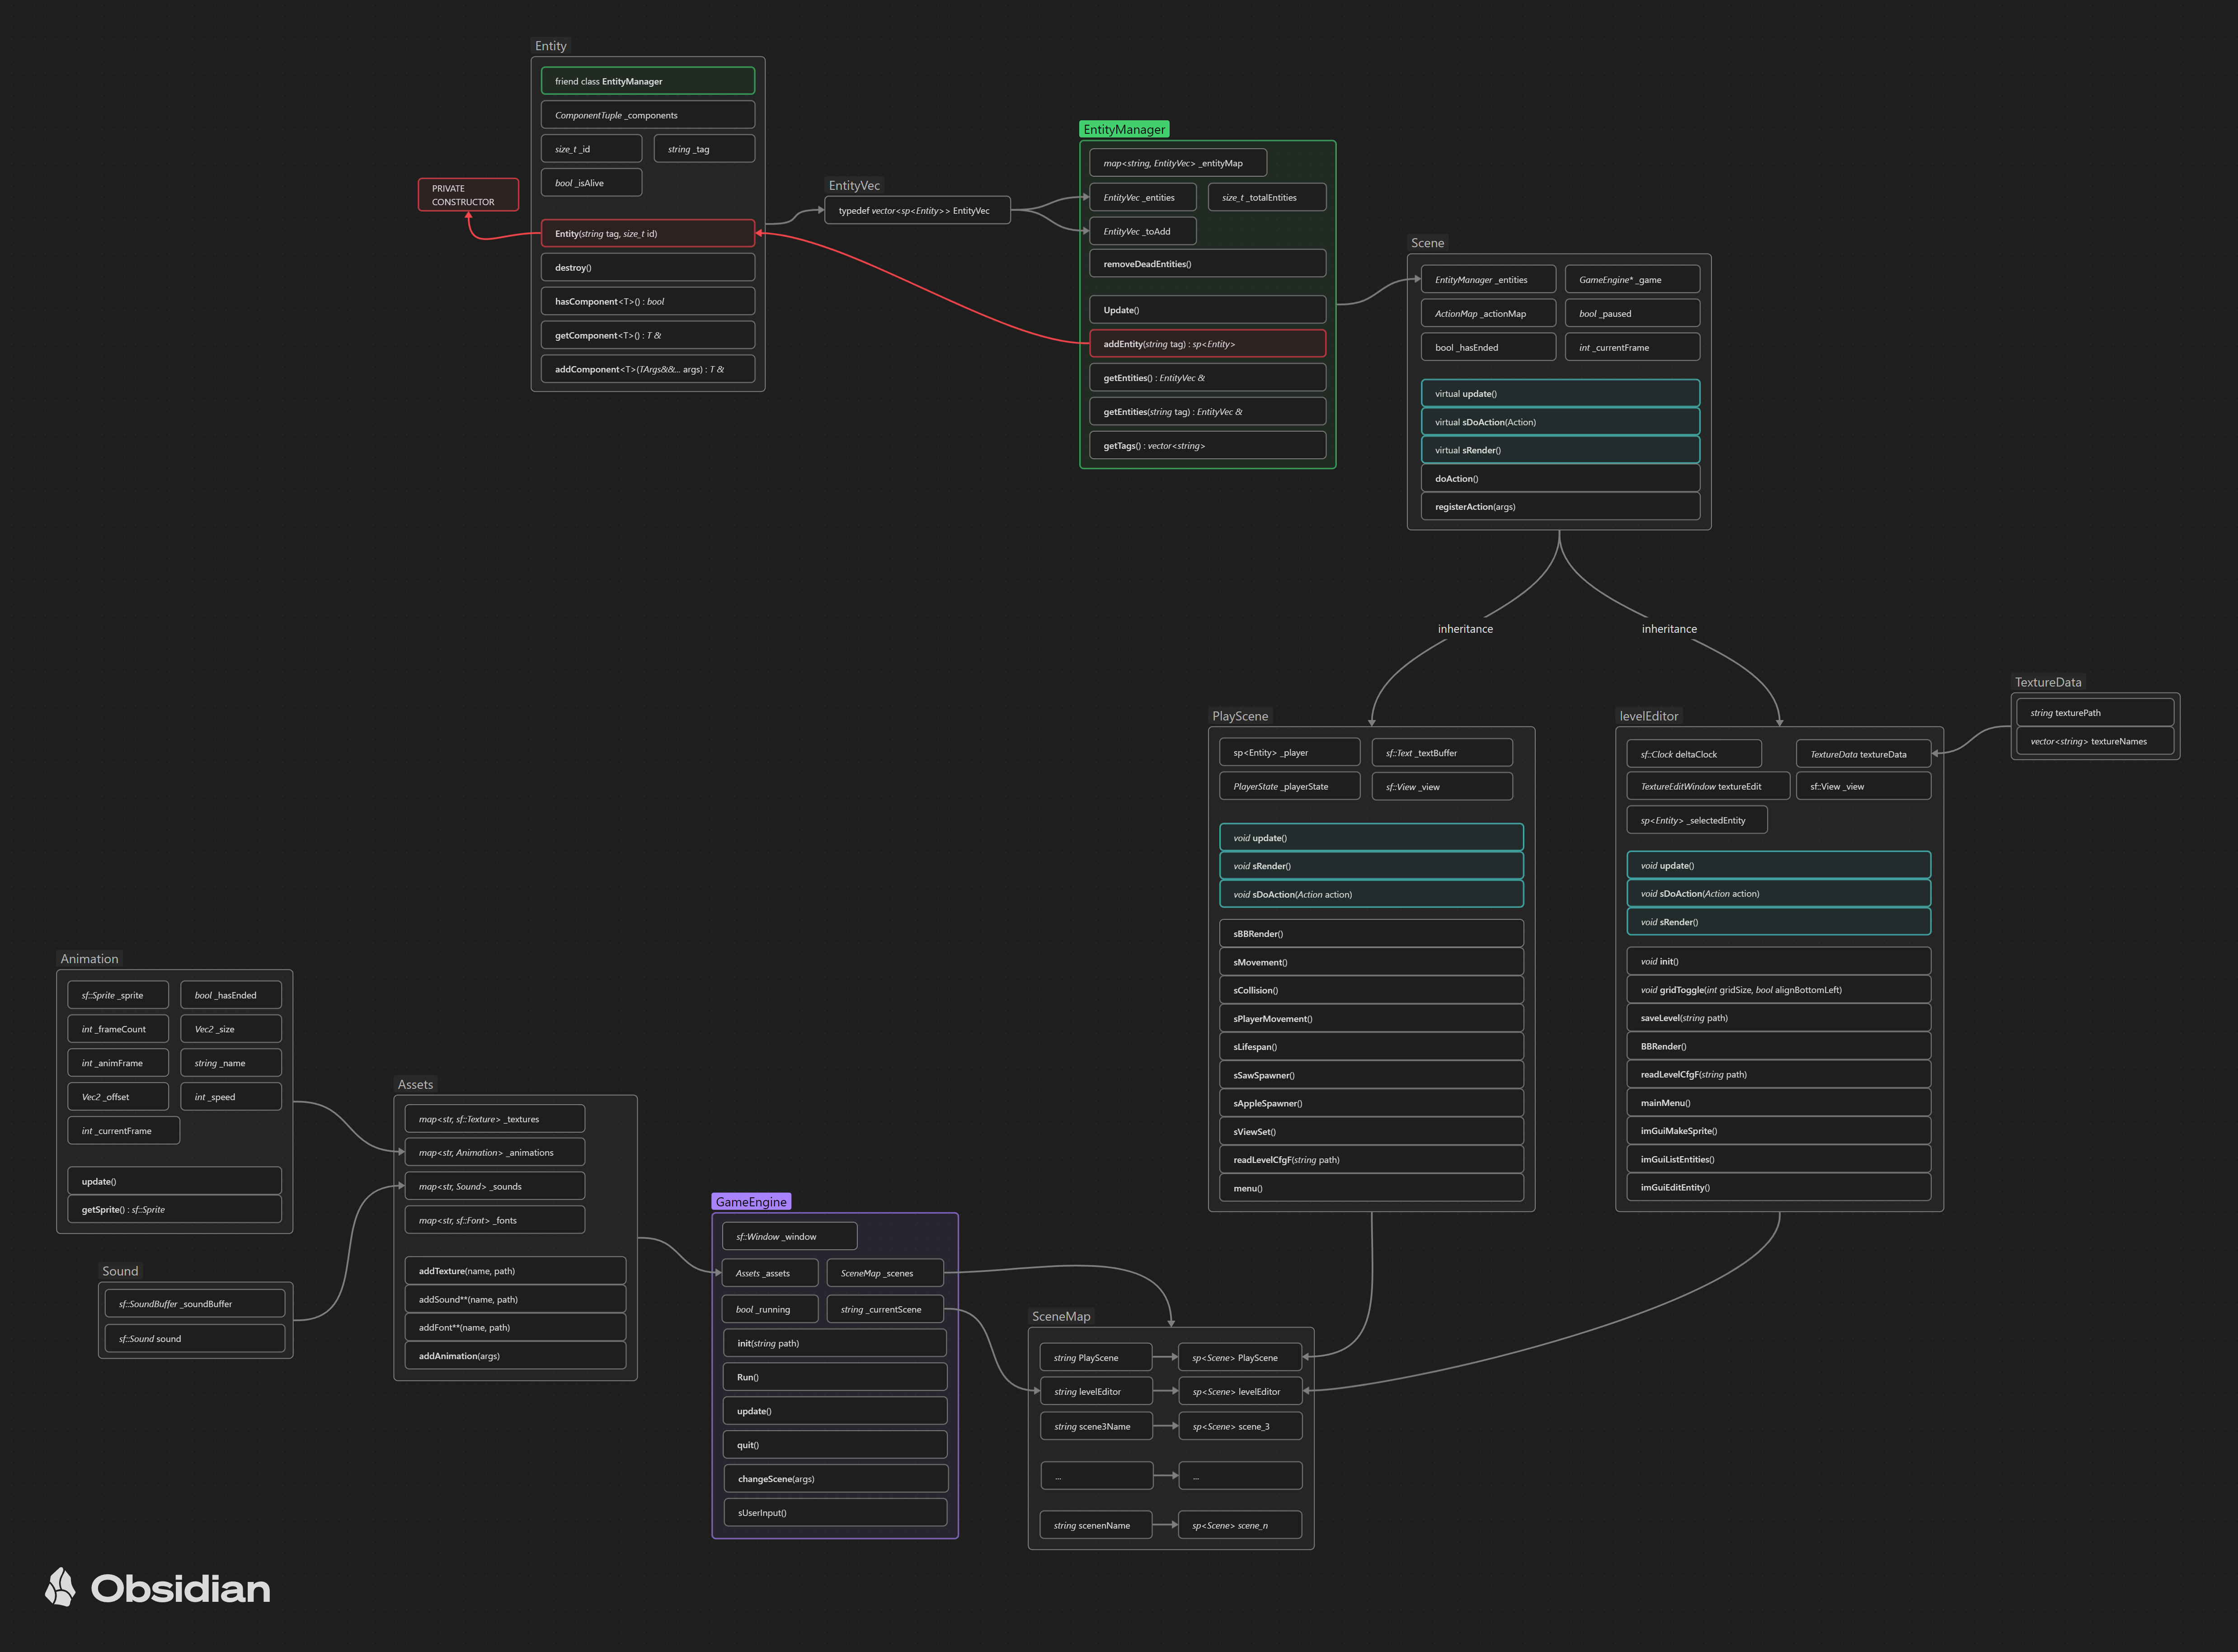 Entity
friend class EntityManager
ComponentTuple _components
size_t _id
string _tag
bool _isAlive
PRIVATE
CONSTRUCTOR
Entity(string tag, size_t id)
destroy()
hasComponent<T>() : bool
getComponent<T>() : T &
addComponent<T>(TArgs&&... args) : T &
EntityVec
typedef vector<sp<Entity>> EntityVec
EntityManager
map<string, EntityVec> _entityMap
EntityVec _entities
size_t _totalEntities
EntityVec _toAdd
removeDeadEntities()
Update()
addEntity(string tag) : sp<Entity>
getEntities() : EntityVec &
getEntities(string tag) : EntityVec &
getTags() : vector<string>
Scene
EntityManager _entities
GameEngine* _game
ActionMap _actionMap
bool _paused
bool _hasEnded
int _currentFrame
virtual update()
virtual sDoAction(Action)
virtual sRender()
doAction()
registerAction(args)
inheritance
inheritance
TextureData
string texturePath
vector<string> textureNames
PlayScene
sp<Entity> _player
sf::Text _textBuffer
PlayerState _playerState
sf::View _view
void update()
void sRender()
void sDoAction(Action action)
sBBRender()
sMovement()
sCollision()
sPlayerMovement()
sLifespan()
sSawSpawner()
sAppleSpawner()
sViewSet()
readLevelCfgF(string path)
menu()
levelEditor
sf::Clock deltaClock
TextureData textureData
TextureEditWindow textureEdit
sf::View _view
sp<Entity> _selectedEntity
void update()
void sDoAction(Action action)
void sRender()
void init()
void gridToggle(int gridSize, bool alignBottomLeft)
saveLevel(string path)
BBRender()
readLevelCfgF(string path)
mainMenu()
imGuiMakeSprite()
imGuiListEntities()
imGuiEditEntity()
Animation
sf::Sprite _sprite
bool _hasEnded
int _frameCount
Vec2 _size
int _animFrame
string _name
Vec2 _offset
int _speed
int _currentFrame
update()
getSprite() : sf::Sprite
Sound
sf::SoundBuffer _soundBuffer
sf::Sound sound
Assets
map<str, sf::Texture> _textures
map<str, Animation> _animations
map<str, Sound> _sounds
map<str, sf::Font> _fonts
addTexture(name, path)
addSound**(name, path)
addFont**(name, path)
addAnimation(args)
GameEngine
sf::Window _window
Assets _assets
SceneMap _scenes
bool _running
string _currentScene
init(string path)
Run()
update()
quit()
changeScene(args)
sUserInput()
SceneMap
string PlayScene
sp<Scene> PlayScene
string levelEditor
sp<Scene> levelEditor
string scene3Name
sp<Scene> scene_3
...
...
string scenenName
sp<Scene> scene_n
Obsidian